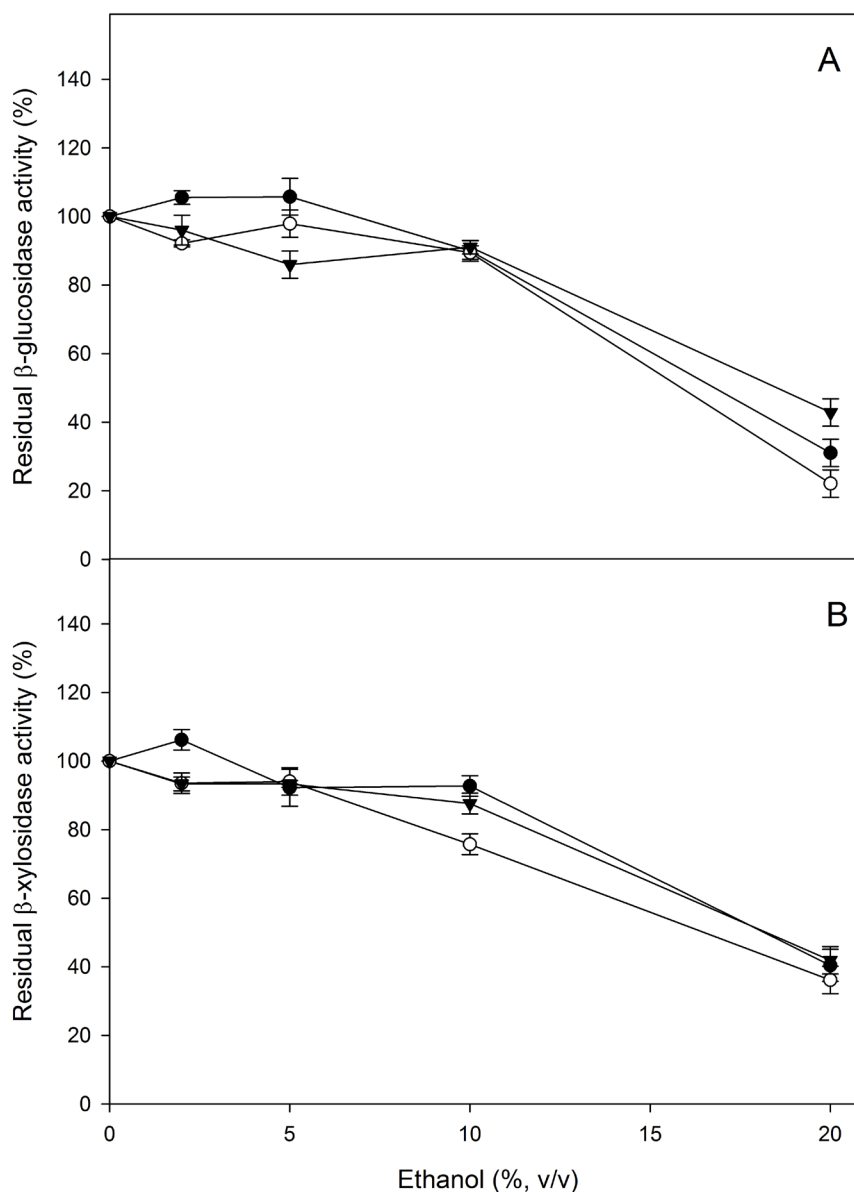 A
Residual β-glucosidase activity (%)
140
120
100
80
60
40
20
0
B
Residual β-xylosidase activity (%)
140
120
100
80
60
40
20
0
0 5 10 15 20
Ethanol (%, v/v)